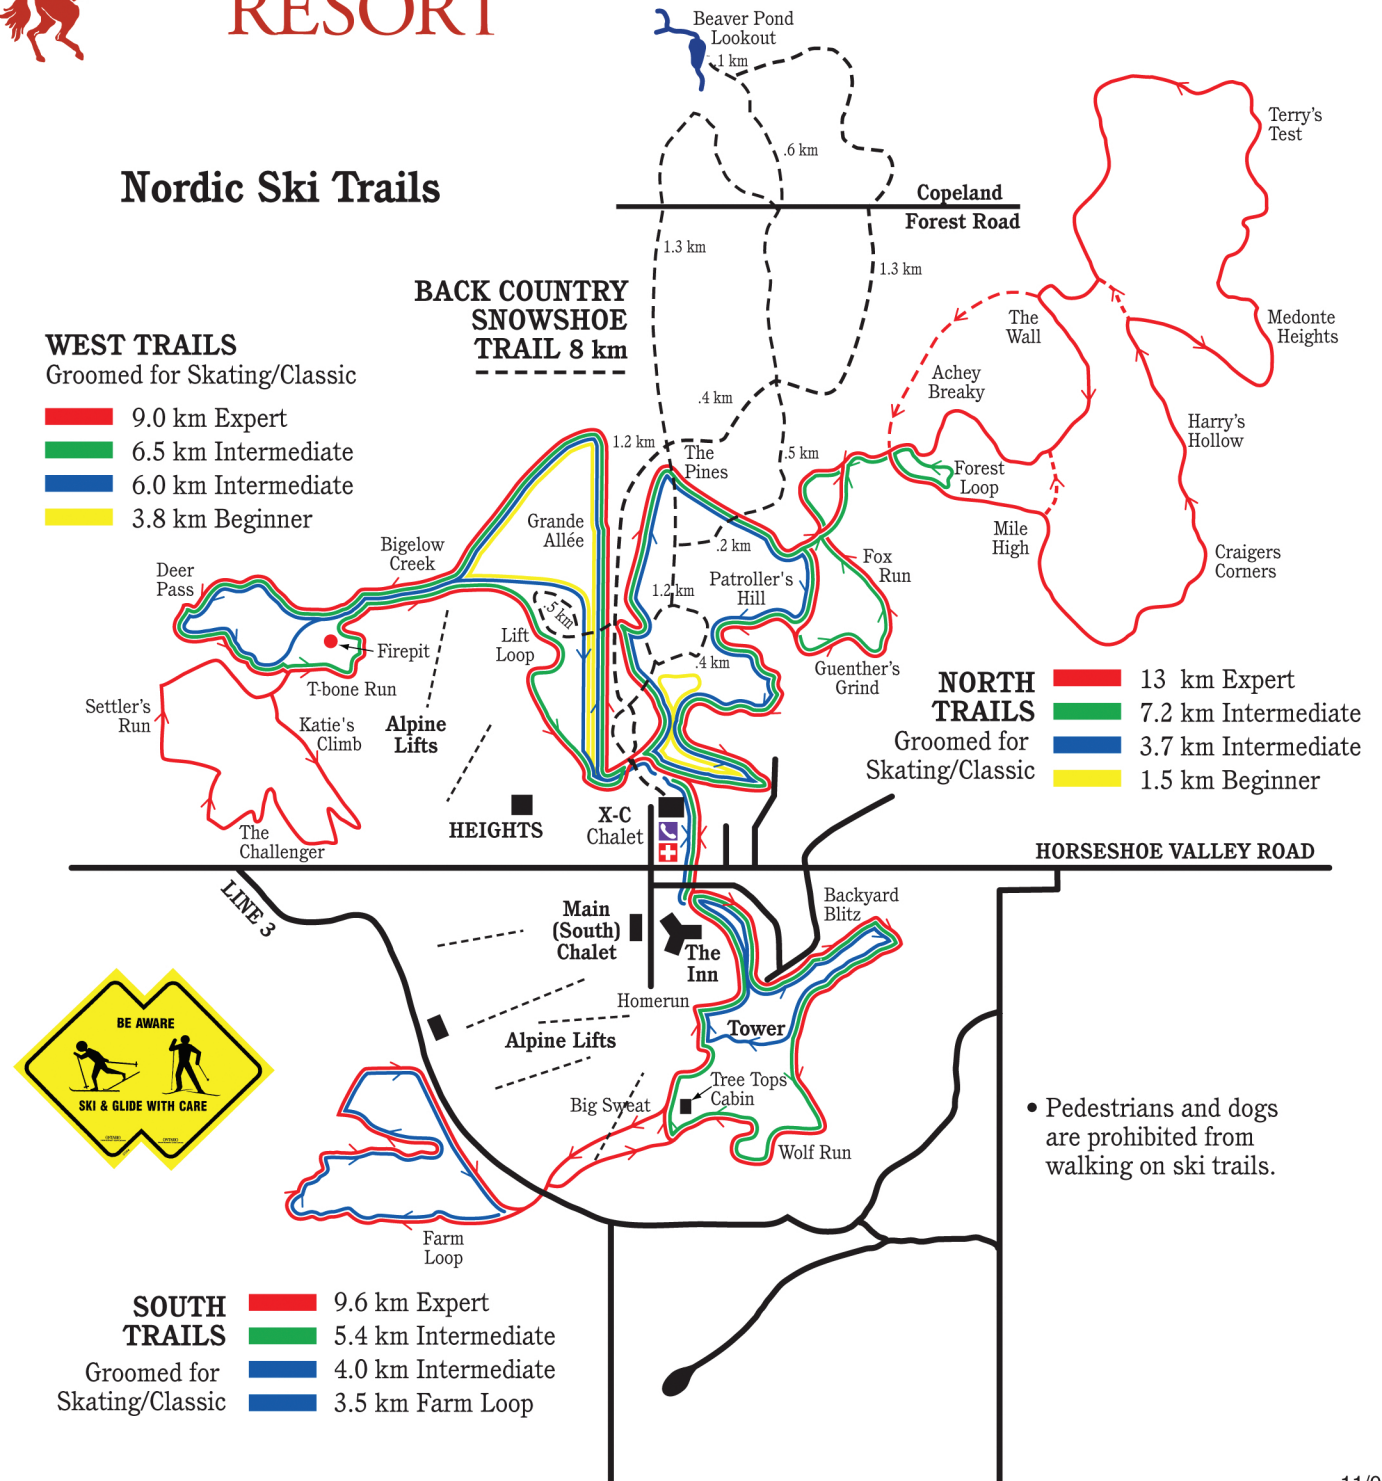 RESORT
Beaver Pond
Lookout
.1 km
.6 km
Terry's
Test
Nordic Ski Trails
Copeland
Forest Road
1.3 km
1.3 km
BACK COUNTRY
SNOWSHOE
TRAIL 8 km
The
Wall
Medonte
Heights
WEST TRAILS
Groomed for Skating/Classic
9.0 km Expert
6.5 km Intermediate
6.0 km Intermediate
3.8 km Beginner
Achey
Breaky
.4 km
Harry's
Hollow
1.2 km
The
Pines
.5 km
Forest
Loop
Grande
Allée
Mile
High
.2 km
Bigelow
Creek
Craigers
Corners
Fox
Run
Deer
Pass
Patroller's
Hill
1.2 km
.5 km
Lift
Loop
Firepit
.4 km
Guenther's
Grind
T-bone Run
Settler's
Run
Katie's
Climb
Alpine
Lifts
NORTH
TRAILS
Groomed for
Skating/Classic
13 km Expert
7.2 km Intermediate
3.7 km Intermediate
1.5 km Beginner
HEIGHTS
X-C
Chalet
The
Challenger
HORSESHOE VALLEY ROAD
LINE 3
Backyard
Blitz
Main
(South)
Chalet
The
Inn
Homerun
BE AWARE
SKI & GLIDE WITH CARE
Alpine Lifts
Tower
Tree Tops
Cabin
Big Sweat
Wolf Run
• Pedestrians and dogs
are prohibited from
walking on ski trails.
Farm
Loop
SOUTH
TRAILS
Groomed for
Skating/Classic
9.6 km Expert
5.4 km Intermediate
4.0 km Intermediate
3.5 km Farm Loop